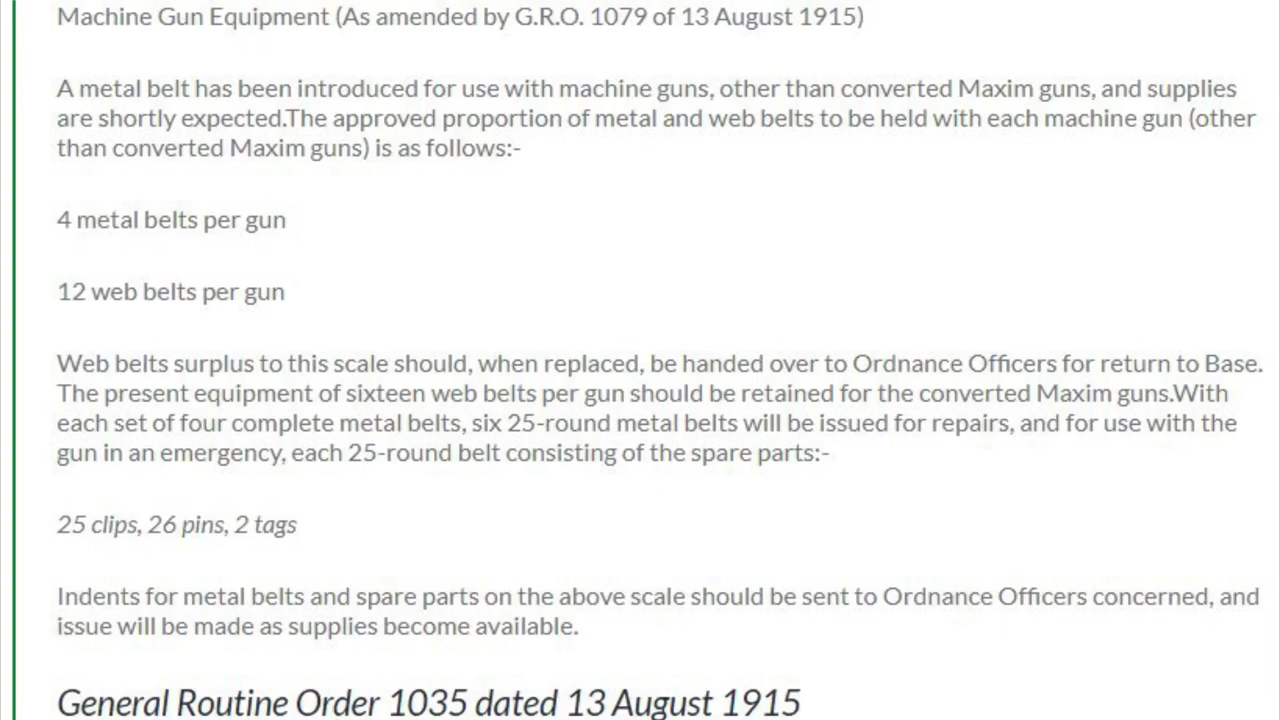 Machine Gun Equipment (As amended by G.R.O. 1079 of 13 August 1915)
A metal belt has been introduced for use with machine guns, other than converted Maxim guns, and supplies
are shortly expected.The approved proportion of metal and web belts to be held with each machine gun (other
than converted Maxim guns) is as follows:-
4 metal belts per gun
12 web belts per gun
Web belts surplus to this scale should, when replaced, be handed over to Ordnance Officers for return to Base.
The present equipment of sixteen web belts per gun should be retained for the converted Maxim guns.With
each set of four complete metal belts, six 25-round metal belts will be issued for repairs, and for use with the
gun in an emergency, each 25-round belt consisting of the spare parts:-
25 clips, 26 pins, 2 tags
Indents for metal belts and spare parts on the above scale should be sent to Ordnance Officers concerned, and
issue will be made as supplies become available.
General Routine Order 1035 dated 13 August 1915